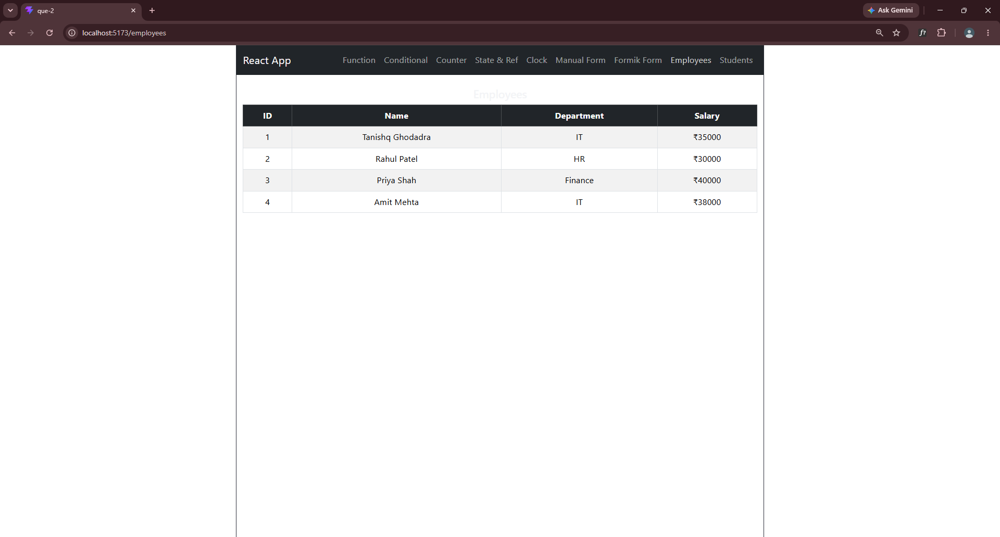 que-2
Ask Gemini
localhost:5173/employees
React App Function Conditional Counter State & Ref Clock Manual Form Formik Form Employees Students
Employees
ID Name Department Salary
1 Tanishq Ghodadra IT ₹35000
2 Rahul Patel HR ₹30000
3 Priya Shah Finance ₹40000
4 Amit Mehta IT ₹38000